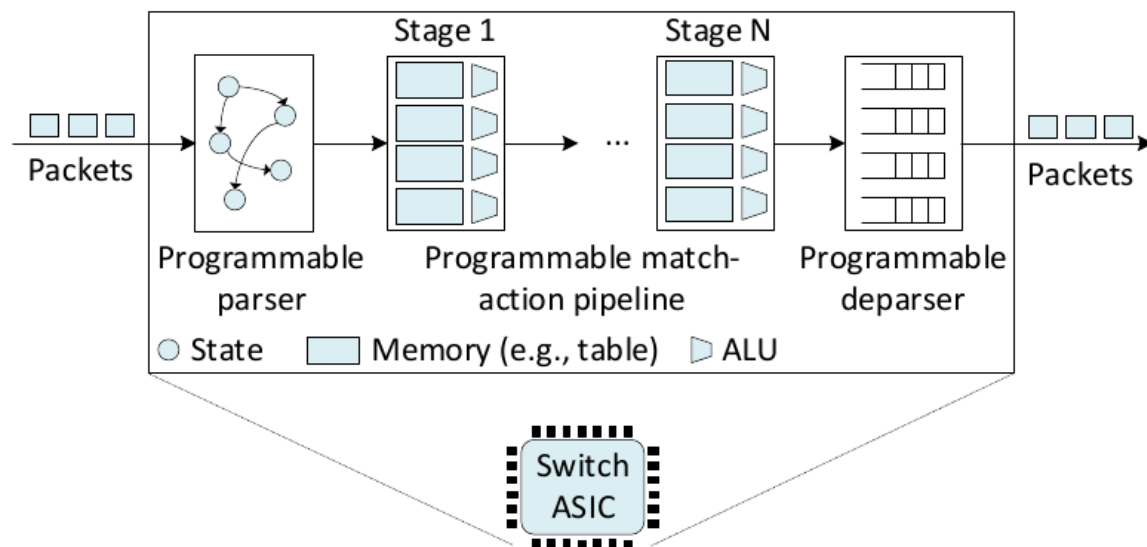 Stage 1
Stage N
...
Packets
Packets
Programmable
parser
Programmable match-
action pipeline
Programmable
deparser
State
Memory (e.g., table)
ALU
Switch
ASIC